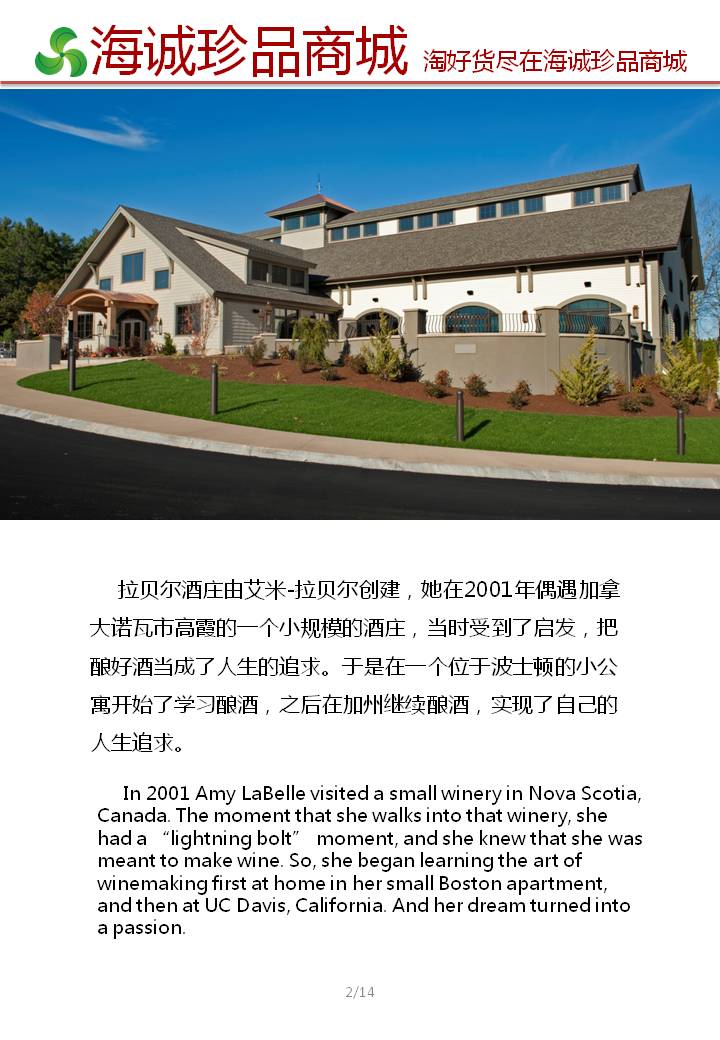 海诚珍品商城 淘好货尽在海诚珍品商城
拉贝尔酒庄由艾米-拉贝尔创建，她在2001年偶遇加拿
大诺瓦市高霞的一个小规模的酒庄，当时受到了启发，把
酿好酒当成了人生的追求。于是在一个位于波士顿的小公
寓开始了学习酿酒，之后在加州继续酿酒，实现了自己的
人生追求。
In 2001 Amy LaBelle visited a small winery in Nova Scotia,
Canada. The moment that she walks into that winery, she
had a “lightning bolt” moment, and she knew that she was
meant to make wine. So, she began learning the art of
winemaking first at home in her small Boston apartment,
and then at UC Davis, California. And her dream turned into
a passion.
2/14